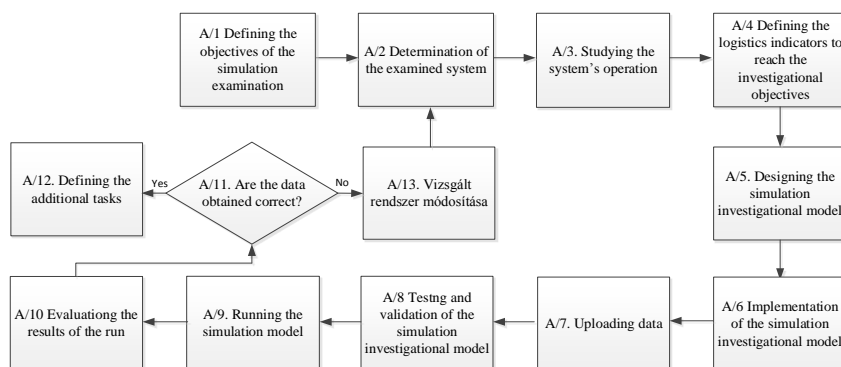 A/1 Defining the
objectives of the
simulation
examination
A/2 Determination of
the examined system
A/3. Studying the
system's operation
A/4 Defining the
logistics indicators to
reach the
investigational
objectives
A/5. Designing the
simulation
investigational model
A/6 Implementation
of the simulation
investigational model
A/7. Uploading data
A/8 Testng and
validation of the
simulation
investigational model
A/9. Running the
simulation model
A/10 Evaluationg the
results of the run
A/11. Are the data
obtained correct?
Yes
A/12. Defining the
additional tasks
No
A/13. Vizsgált
rendszer módosítása